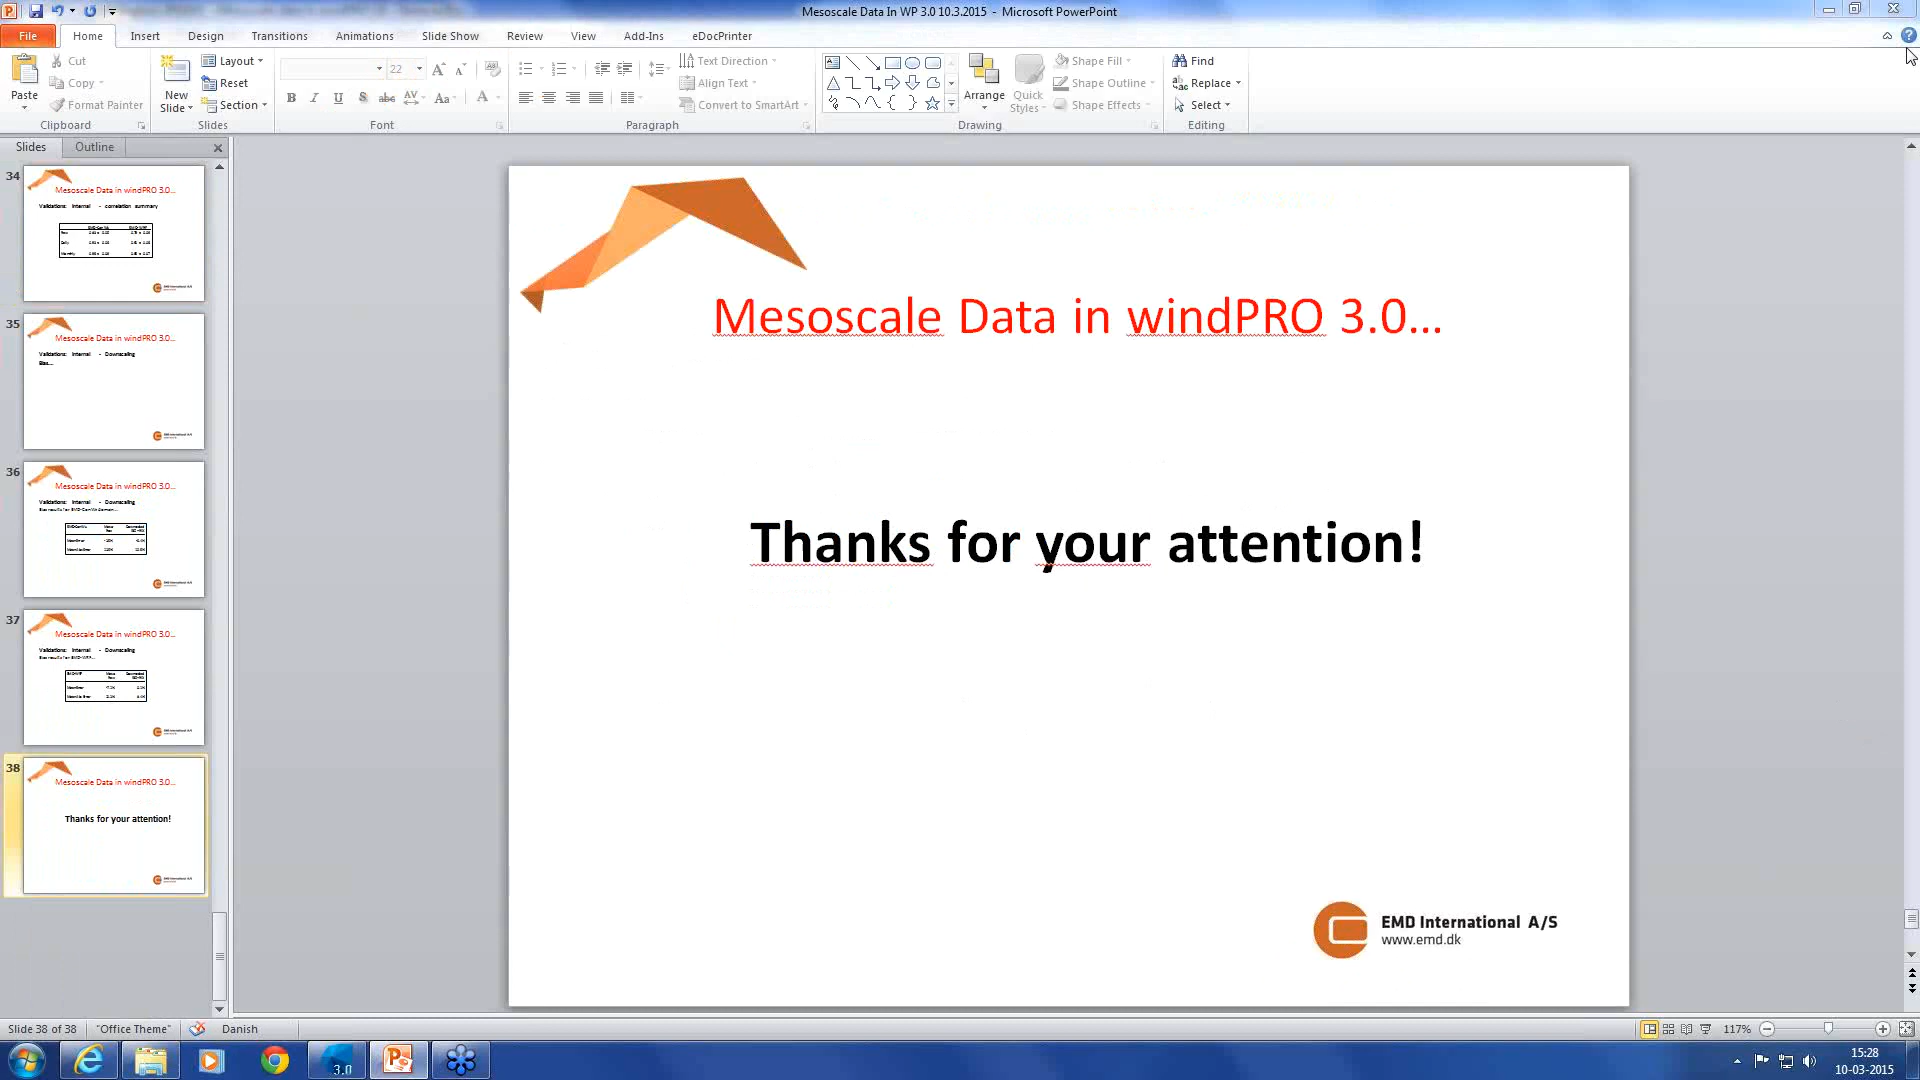 Mesoscale Data In WP 3.0 10.3.2015 - Microsoft PowerPoint
File Home Insert Design Transitions Animations Slide Show Review View Add-Ins eDocPrinter
Paste
Cut
Copy
Format Painter
Clipboard
New Slide
Layout
Reset
Section
Slides
22
Font
Text Direction
Align Text
Convert to SmartArt
Paragraph
Arrange
Quick Styles
Shape Fill
Shape Outline
Shape Effects
Drawing
Find
Replace
Select
Editing
Slides Outline
34
Mesoscale Data in windPRO 3.0...
Validations: Internal - correlation summary
35
Mesoscale Data in windPRO 3.0...
Validations: Internal - Downscaling
Bias...
36
Mesoscale Data in windPRO 3.0...
Validations: Internal - Downscaling
37
Mesoscale Data in windPRO 3.0...
Validations: Internal - Downscaling
38
Mesoscale Data in windPRO 3.0...
Thanks for your attention!
Mesoscale Data in windPRO 3.0...
Thanks for your attention!
EMD International A/S
www.emd.dk
Slide 38 of 38 "Office Theme" Danish
117%
3.0
15:28
10-03-2015